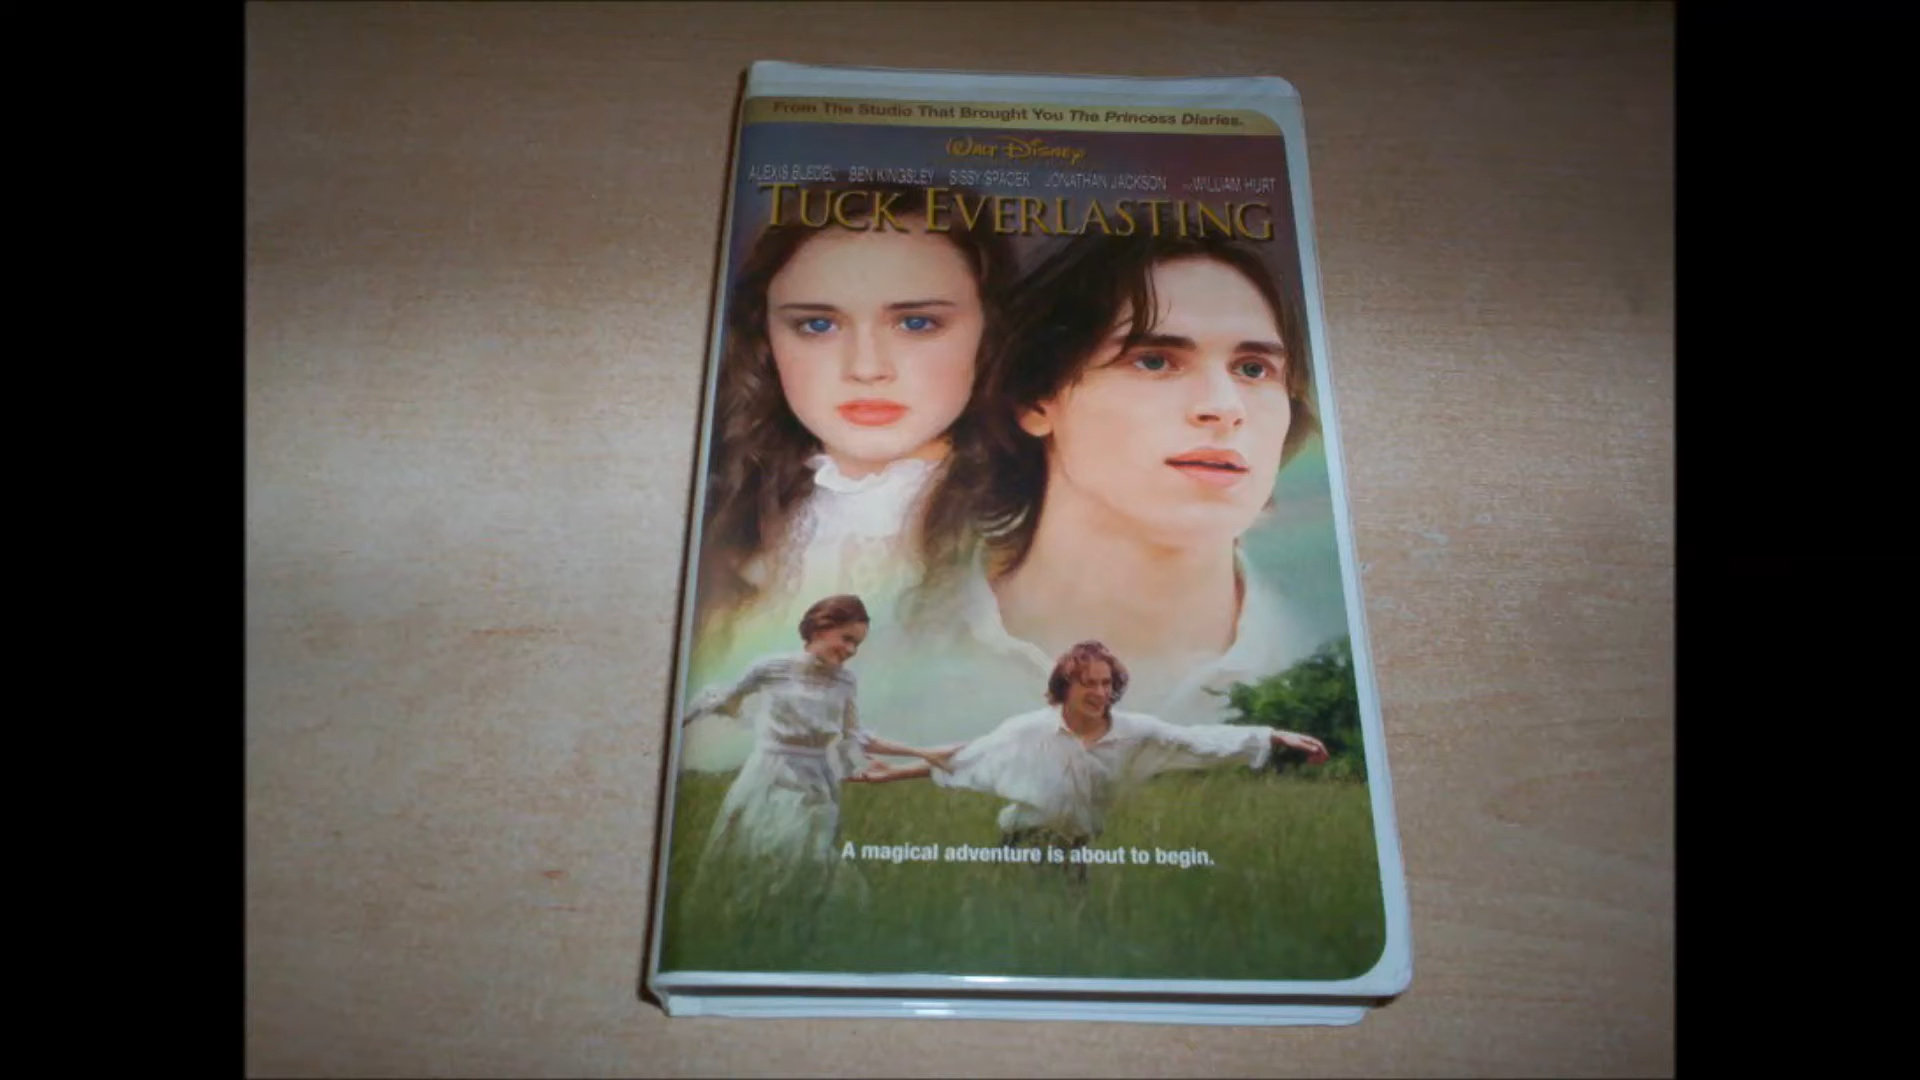 From The Studio That Brought You The Princess Diaries.
Walt Disney
ALEXIS BLEDEL BEN KINGSLEY SISSY SPACEK JONATHAN JACKSON WILLIAM HURT
TUCK EVERLASTING
A magical adventure is about to begin.